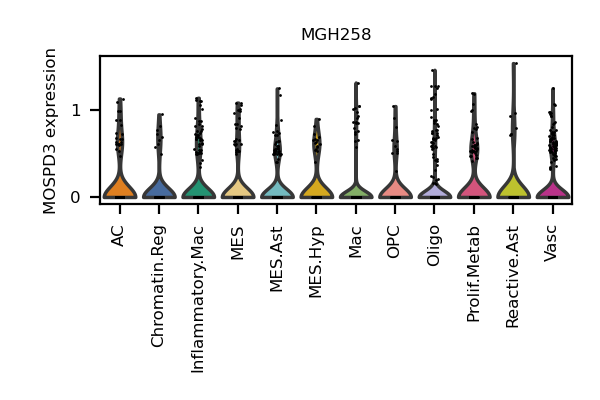 MGH258
MOSPD3 expression
1
0
AC
Chromatin.Reg
Inflammatory.Mac
MES
MES.Ast
MES.Hyp
Mac
OPC
Oligo
Prolif.Metab
Reactive.Ast
Vasc